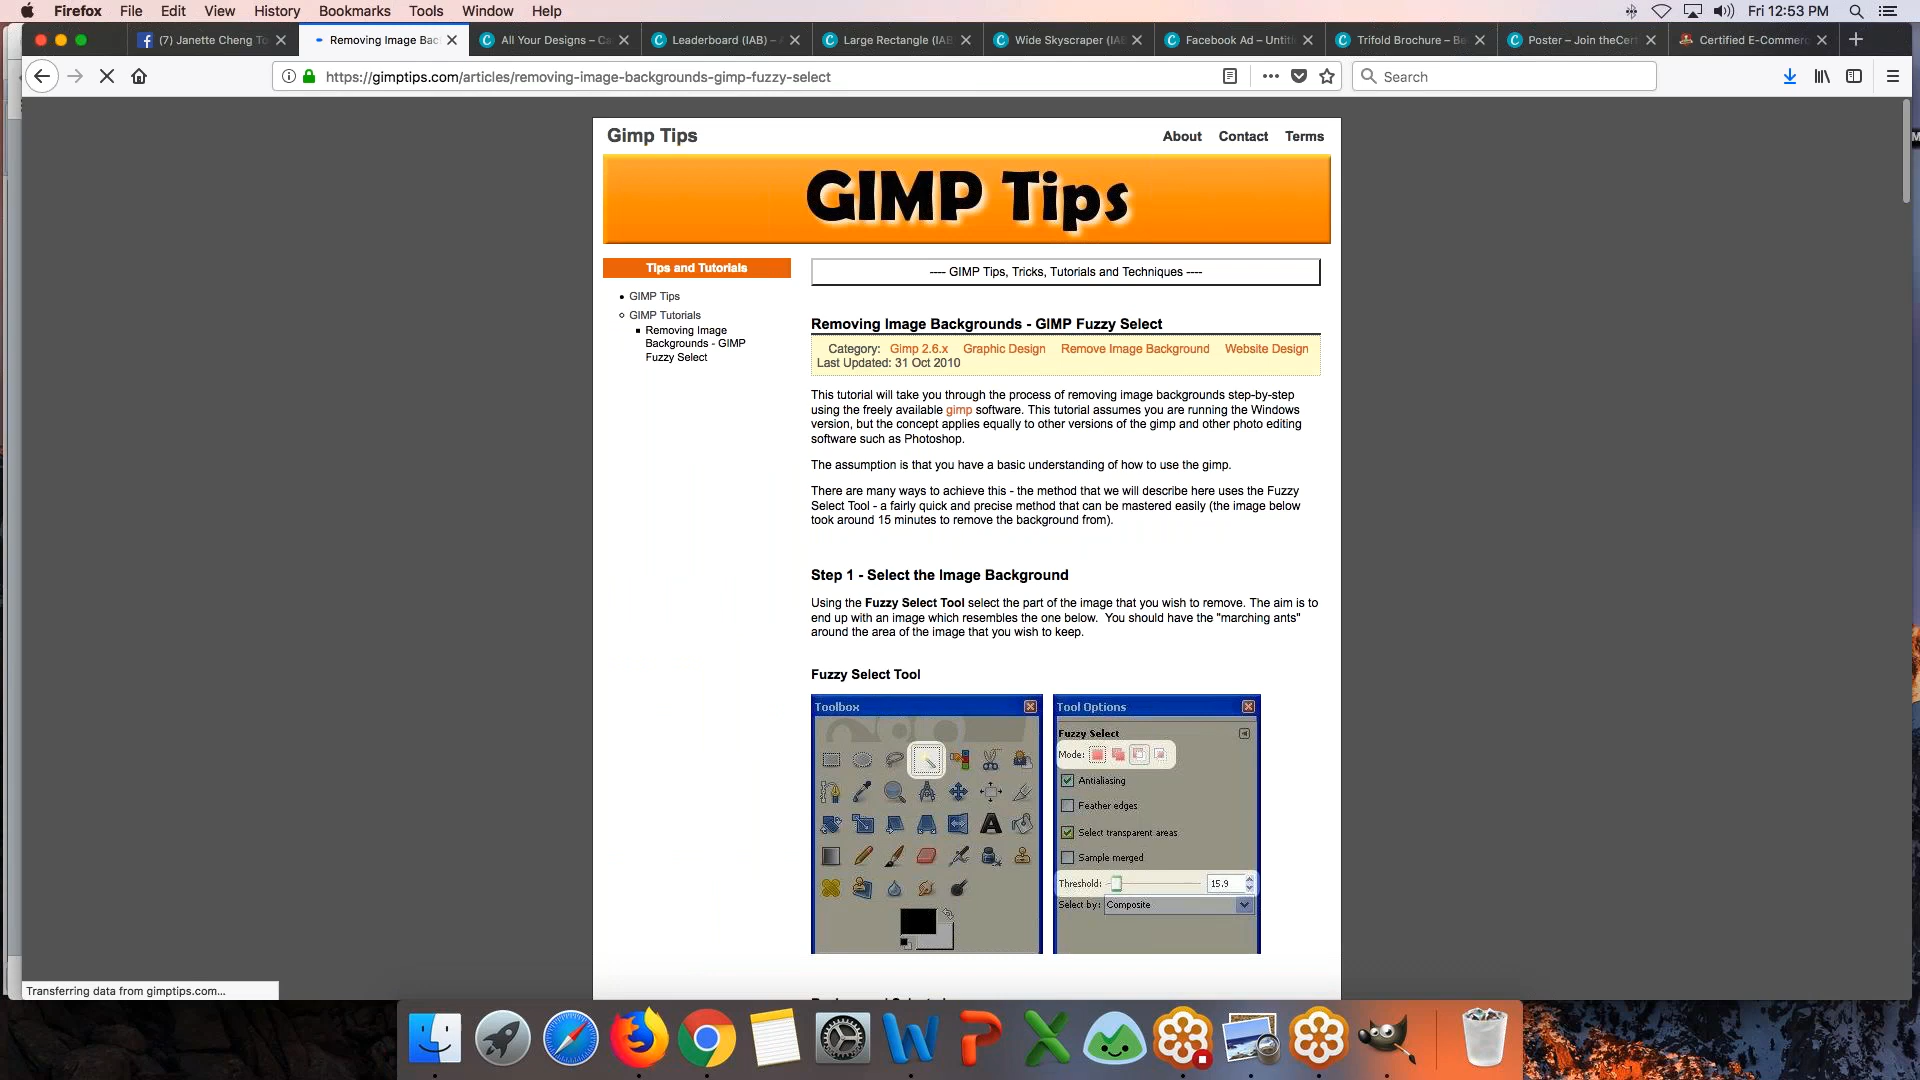 Firefox File Edit View History Bookmarks Tools Window Help Fri 12:53 PM
(7) Janette Cheng To
Removing Image Bac
All Your Designs – Ca
Leaderboard (IAB) –
Large Rectangle (IAB
Wide Skyscraper (IAB
Facebook Ad – Untit
Trifold Brochure – Be
Poster – Join theCert
Certified E-Commerc
https://gimptips.com/articles/removing-image-backgrounds-gimp-fuzzy-select
Search
Gimp Tips
About Contact Terms
GIMP Tips
Tips and Tutorials
GIMP Tips
GIMP Tutorials
Removing Image
Backgrounds - GIMP
Fuzzy Select
---- GIMP Tips, Tricks, Tutorials and Techniques ----
Removing Image Backgrounds - GIMP Fuzzy Select
Category: Gimp 2.6.x Graphic Design Remove Image Background Website Design
Last Updated: 31 Oct 2010
This tutorial will take you through the process of removing image backgrounds step-by-step
using the freely available gimp software. This tutorial assumes you are running the Windows
version, but the concept applies equally to other versions of the gimp and other photo editing
software such as Photoshop.
The assumption is that you have a basic understanding of how to use the gimp.
There are many ways to achieve this - the method that we will describe here uses the Fuzzy
Select Tool - a fairly quick and precise method that can be mastered easily (the image below
took around 15 minutes to remove the background from).
Step 1 - Select the Image Background
Using the Fuzzy Select Tool select the part of the image that you wish to remove. The aim is to
end up with an image which resembles the one below. You should have the "marching ants"
around the area of the image that you wish to keep.
Fuzzy Select Tool
Toolbox
Tool Options
Fuzzy Select
Mode:
Antialiasing
Feather edges
Select transparent areas
Sample merged
Threshold: 15.9
Select by: Composite
Transferring data from gimptips.com...